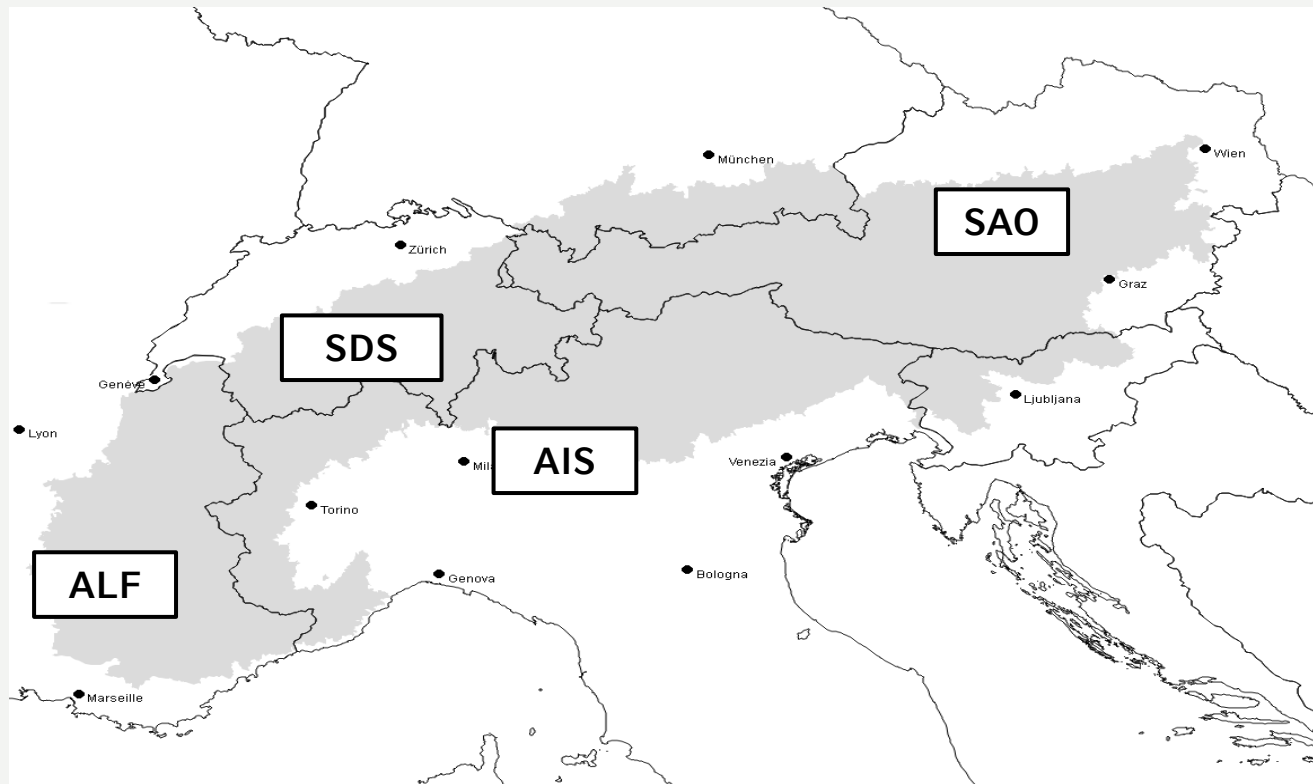 München
Wien
SAO
Zürich
Graz
SDS
Genève
Ljubljana
Lyon
AIS
Venezia
Torino
ALF
Genova
Bologna
Marseille